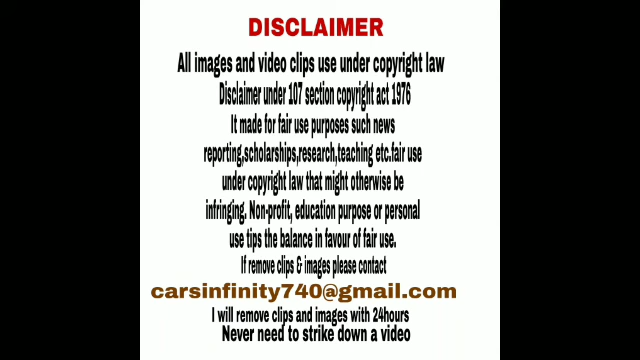 DISCLAIMER
All images and video clips use under copyright law
Disclaimer under 107 section copyright act 1976
It made for fair use purposes such news
reporting,scholarships,research,teaching etc.fair use
under copyright law that might otherwise be
infringing. Non-profit, education purpose or personal
use tips the balance in favour of fair use.
If remove clips & images please contact
carsinfinity740@gmail.com
I will remove clips and images with 24hours
Never need to strike down a video